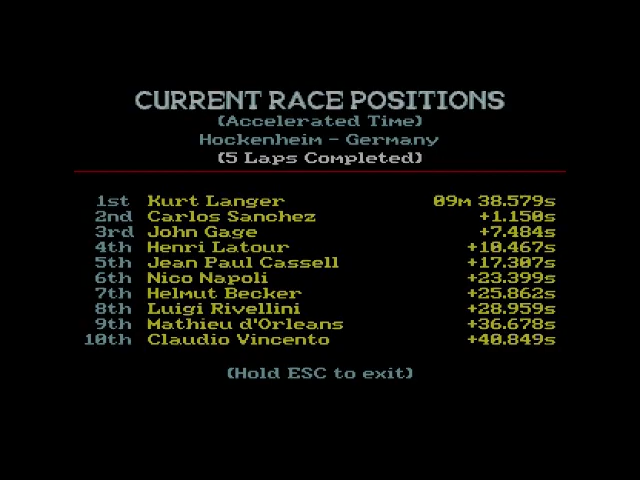 CURRENT RACE POSITIONS
(Accelerated Time)
Hockenheim - Germany
(5 Laps Completed)
1st Kurt Langer 09m 38.579s
2nd Carlos Sanchez +1.150s
3rd John Gage +7.484s
4th Henri Latour +10.467s
5th Jean Paul Cassell +17.307s
6th Nico Napoli +23.399s
7th Helmut Becker +25.862s
8th Luigi Rivellini +28.959s
9th Mathieu d'Orleans +36.678s
10th Claudio Vincento +40.849s
(Hold ESC to exit)